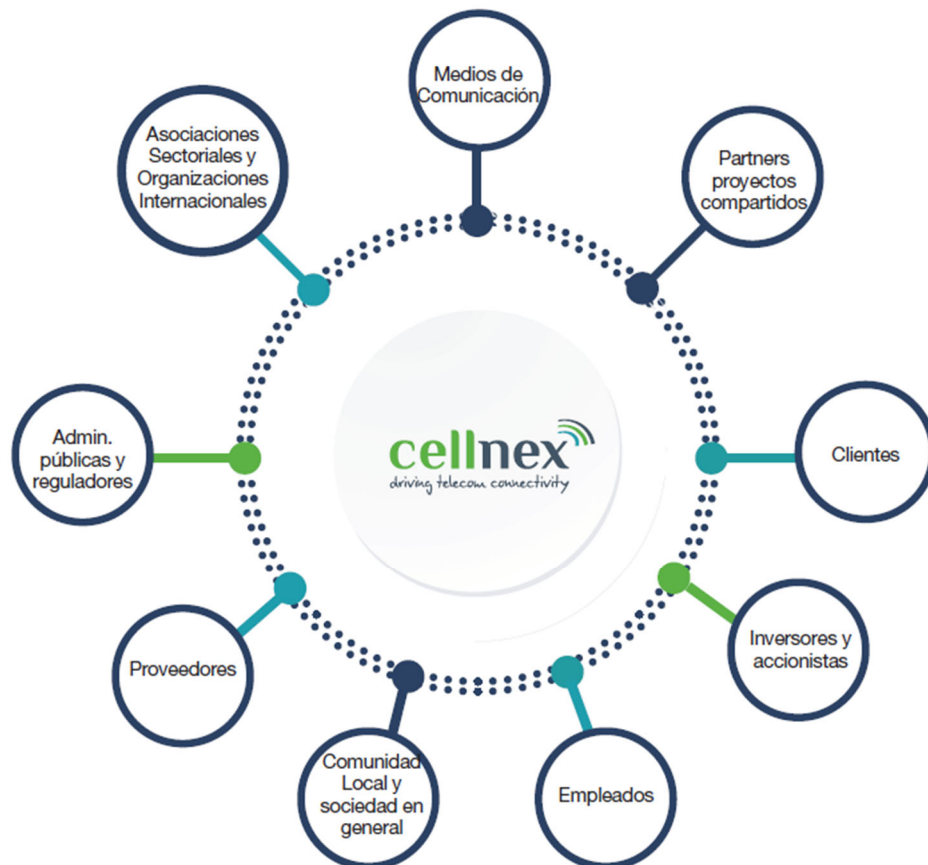 Medios de
Comunicación
Partners
proyectos
compartidos
Clientes
Inversores y
accionistas
Empleados
Comunidad
Local y
sociedad en
general
Proveedores
Admin.
públicas y
reguladores
Asociaciones
Sectoriales y
Organizaciones
Internacionales
cellnex
driving telecom connectivity